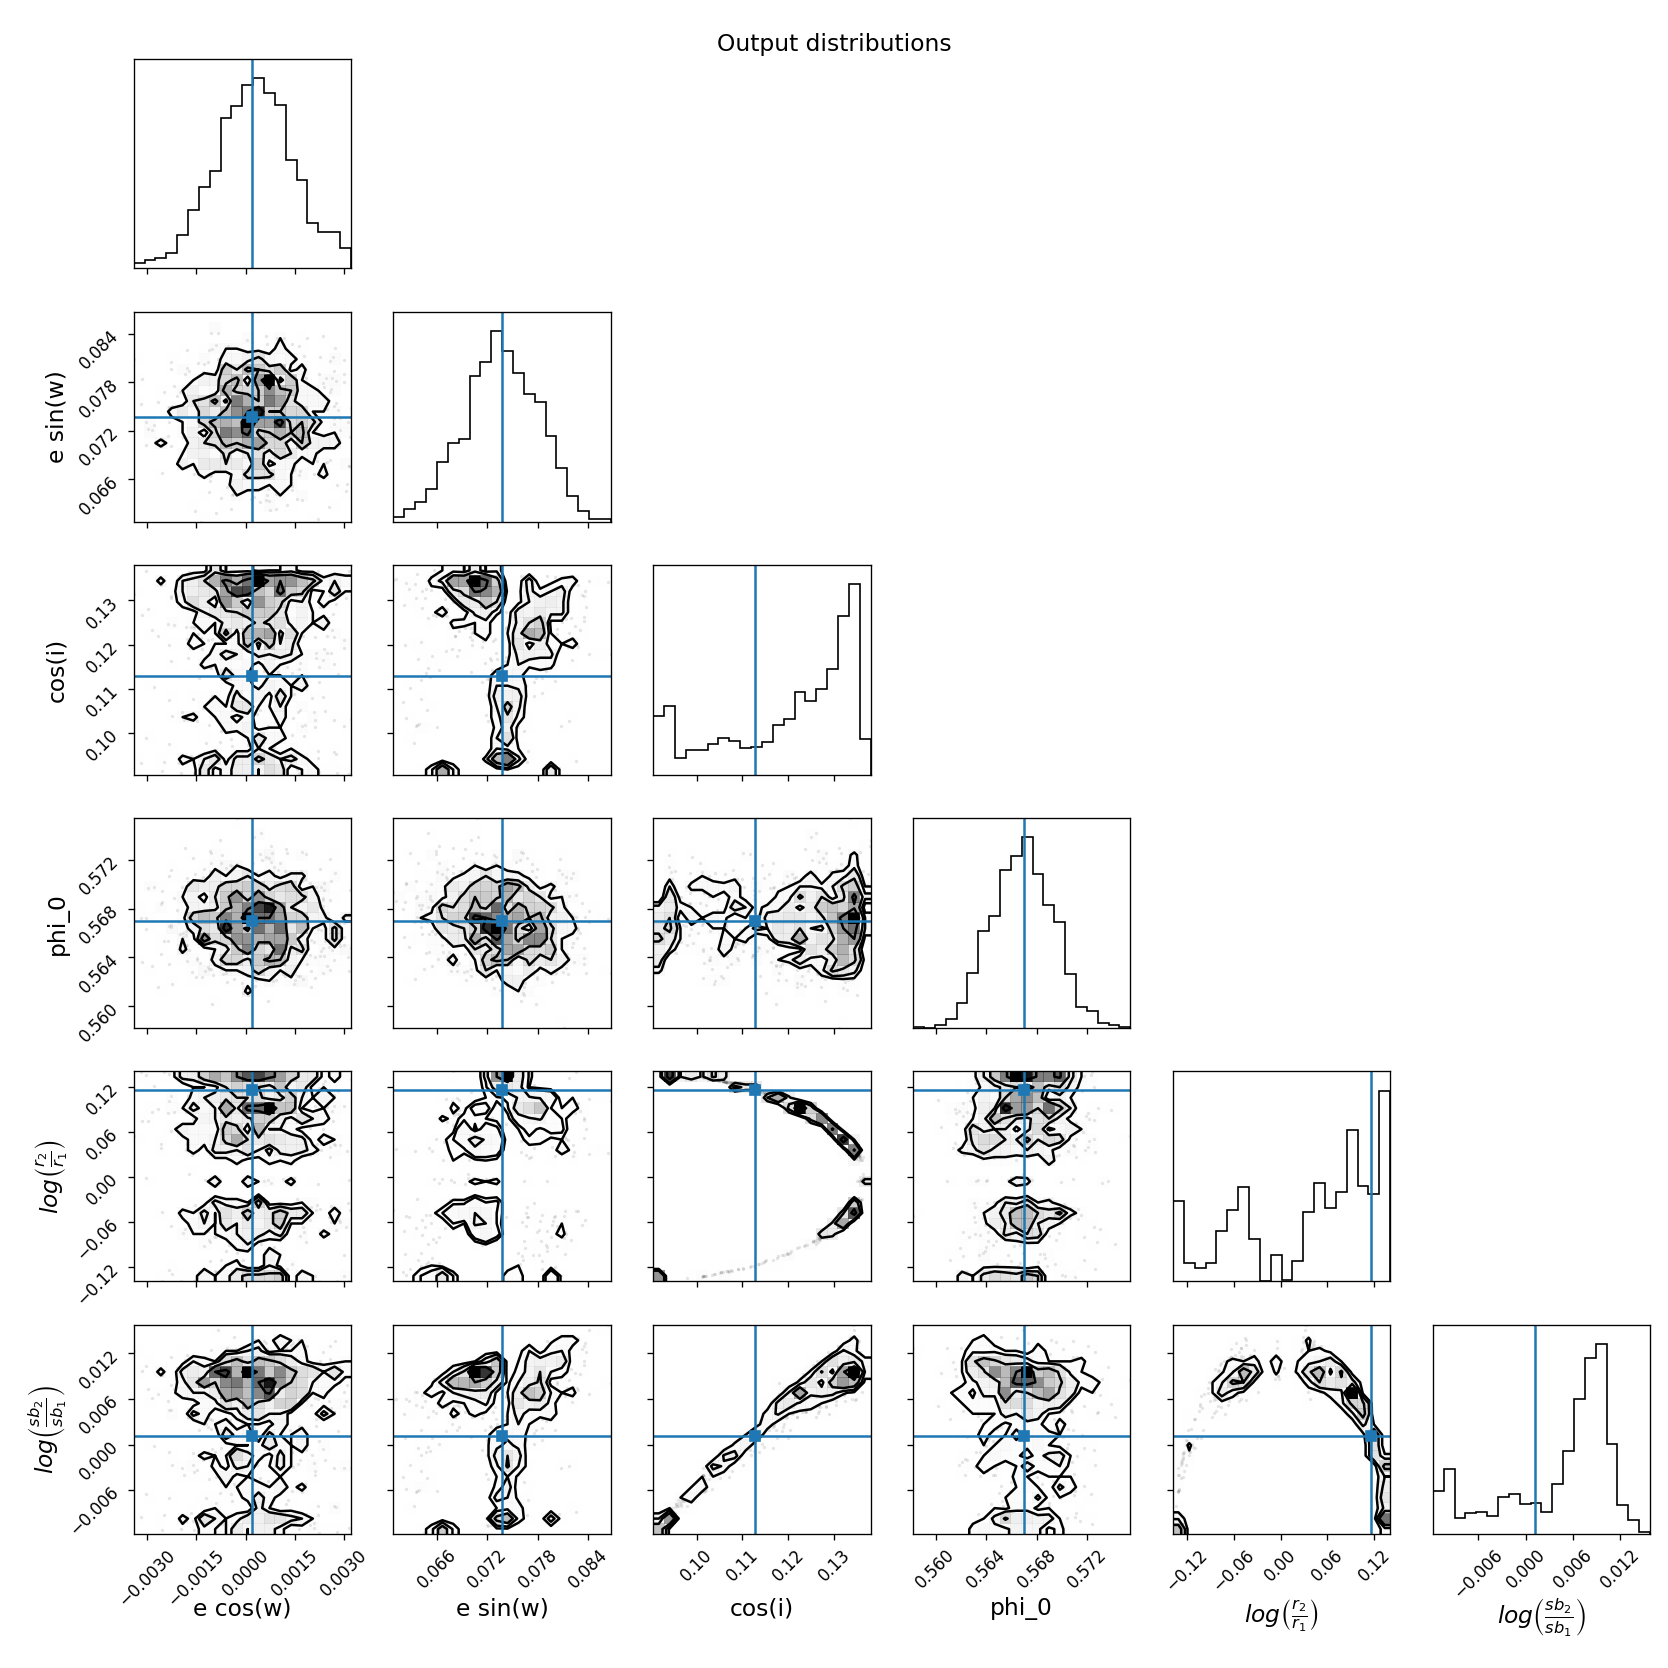 Output distributions
e sin(w)
0.084
0.078
0.072
0.066
cos(i)
0.13
0.12
0.11
0.10
phi_0
0.572
0.568
0.564
0.560
log(r₂/r₁)
0.12
0.06
0.00
−0.06
−0.12
log(sb₂/sb₁)
0.012
0.006
0.000
−0.006
−0.0030 −0.0015 0.0000 0.0015 0.0030
0.066 0.072 0.078 0.084
0.10 0.11 0.12 0.13
0.560 0.564 0.568 0.572
−0.12 −0.06 0.00 0.06 0.12
−0.006 0.000 0.006 0.012
e cos(w) e sin(w) cos(i) phi_0 log(r₂/r₁) log(sb₂/sb₁)